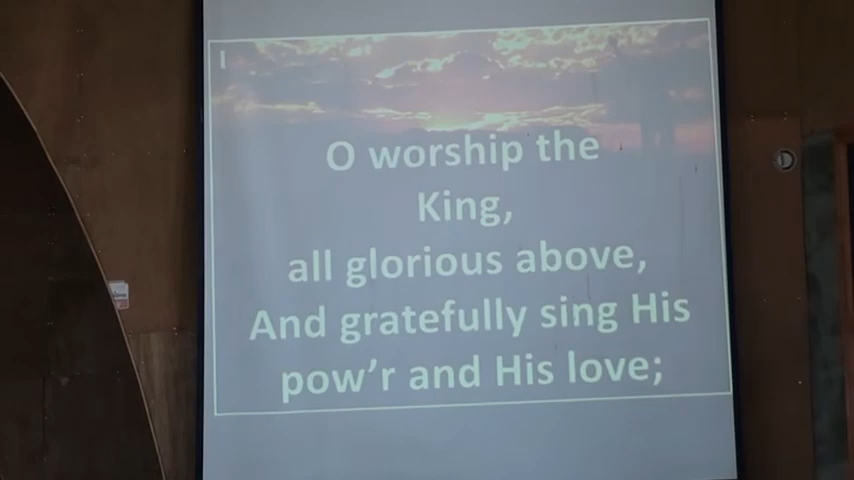 O worship the
King,
all glorious above,
And gratefully sing His
pow’r and His love;